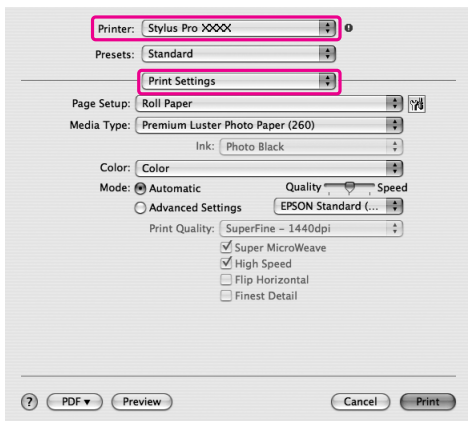 Printer: Stylus Pro XXXX
Presets: Standard
Print Settings
Page Setup: Roll Paper
Media Type: Premium Luster Photo Paper (260)
Ink: Photo Black
Color: Color
Mode: Automatic Quality Speed
Advanced Settings EPSON Standard (...
Print Quality: SuperFine – 1440dpi
Super MicroWeave
High Speed
Flip Horizontal
Finest Detail
? PDF ▼ Preview Cancel Print